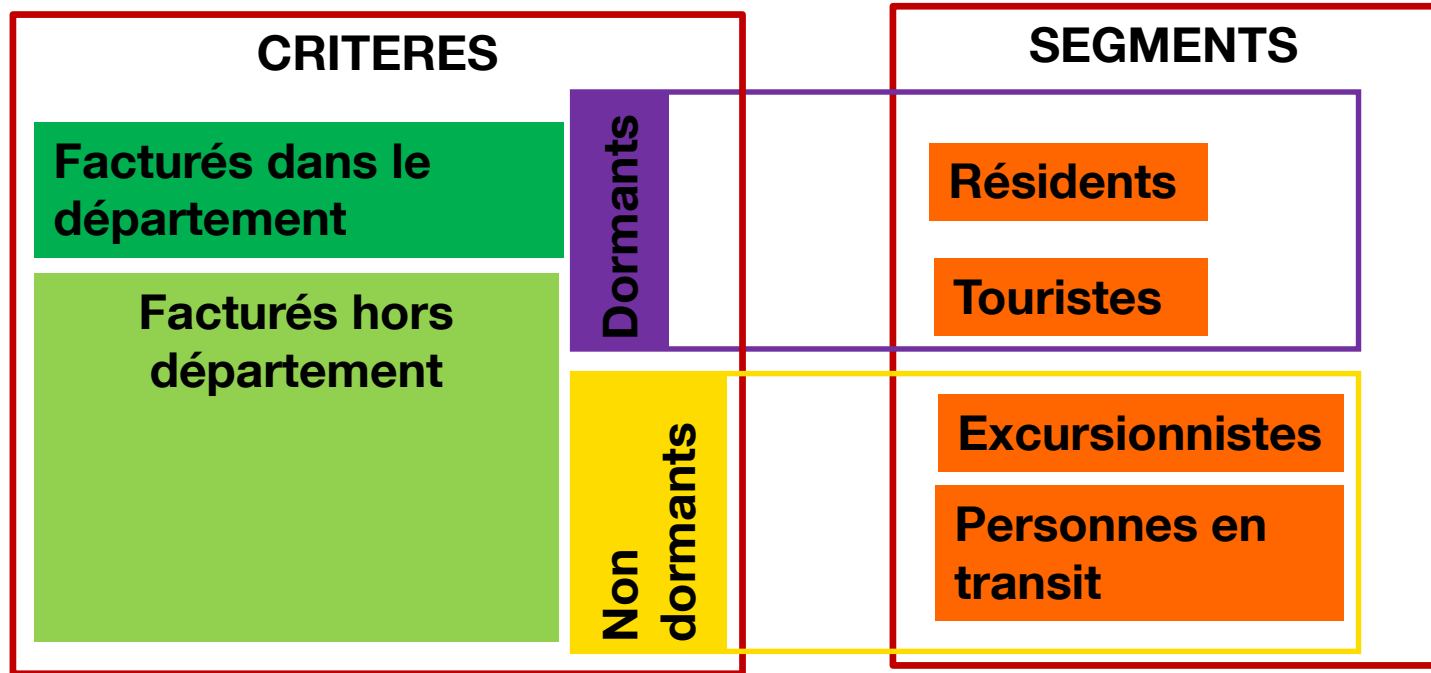 CRITERES
SEGMENTS
Facturés dans le
département
Facturés hors
département
Dormants
Non
dormants
Résidents
Touristes
Excursionnistes
Personnes en
transit